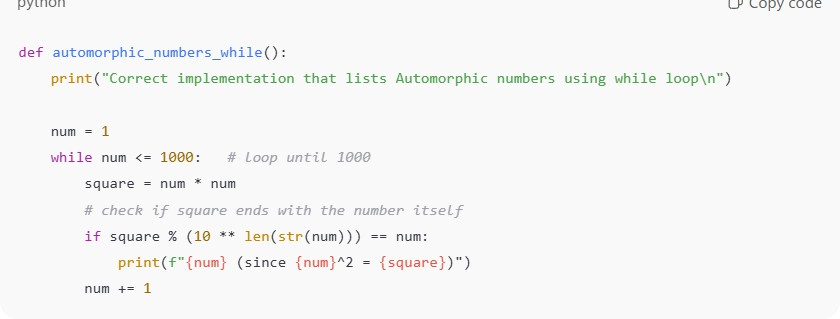 python Copy code
def automorphic_numbers_while():
    print("Correct implementation that lists Automorphic numbers using while loop\n")
    num = 1
    while num <= 1000:   # loop until 1000
        square = num * num
        # check if square ends with the number itself
        if square % (10 ** len(str(num))) == num:
            print(f"{num} (since {num}^2 = {square})")
        num += 1